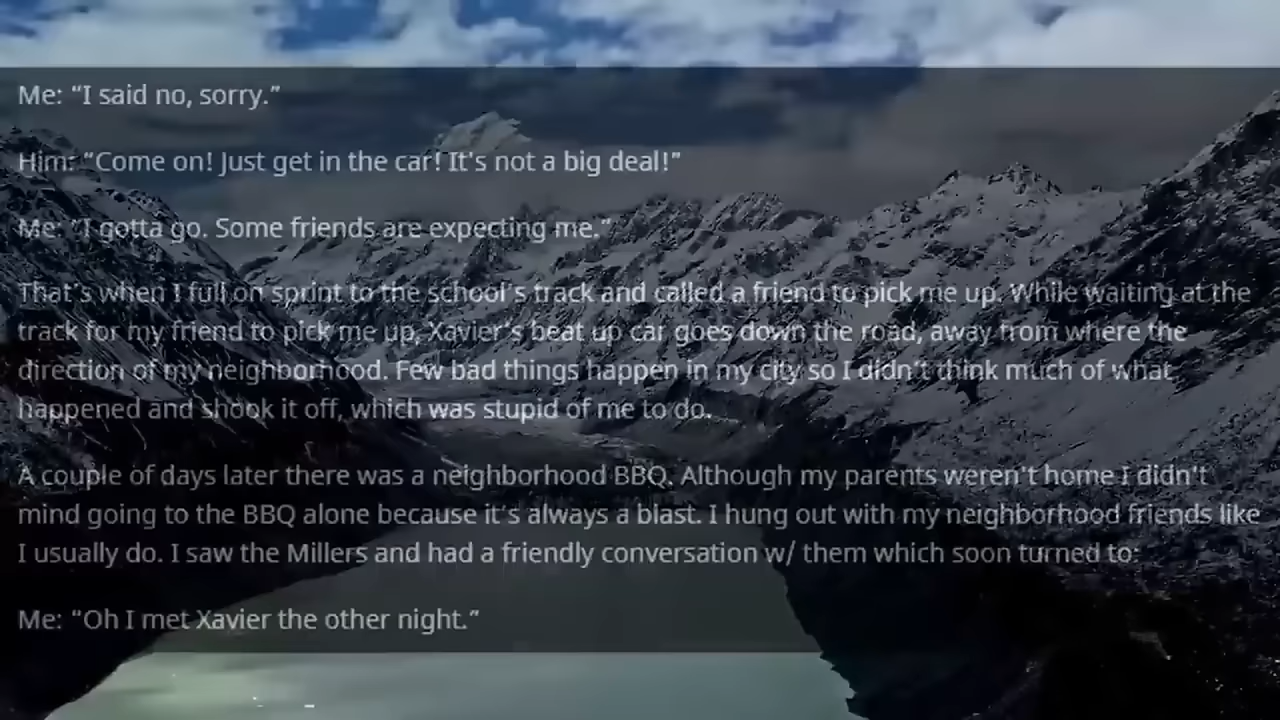 Me: “I said no, sorry.”
Him: “Come on! Just get in the car! It's not a big deal!”
Me: “I gotta go. Some friends are expecting me.”
That’s when I full on sprint to the school’s track and called a friend to pick me up. While waiting at the
track for my friend to pick me up, Xavier’s beat up car goes down the road, away from where the
direction of my neighborhood. Few bad things happen in my city so I didn’t think much of what
happened and shook it off, which was stupid of me to do.
A couple of days later there was a neighborhood BBQ. Although my parents weren't home I didn't
mind going to the BBQ alone because it’s always a blast. I hung out with my neighborhood friends like
I usually do. I saw the Millers and had a friendly conversation w/ them which soon turned to:
Me: “Oh I met Xavier the other night.”